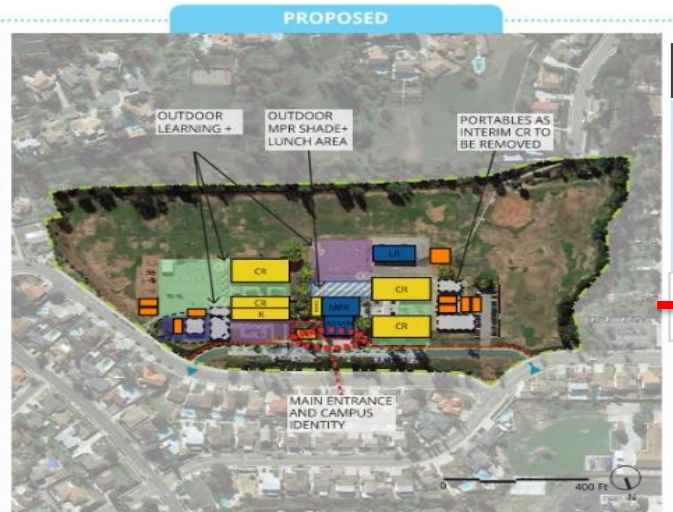 PROPOSED
OUTDOOR
LEARNING +
OUTDOOR
MPR SHADE+
LUNCH AREA
PORTABLES AS
INTERIM CR TO
BE REMOVED
CR
LR
CR
K
MPR
CR
CR
MAIN ENTRANCE
AND CAMPUS
IDENTITY
0
400 Ft
N